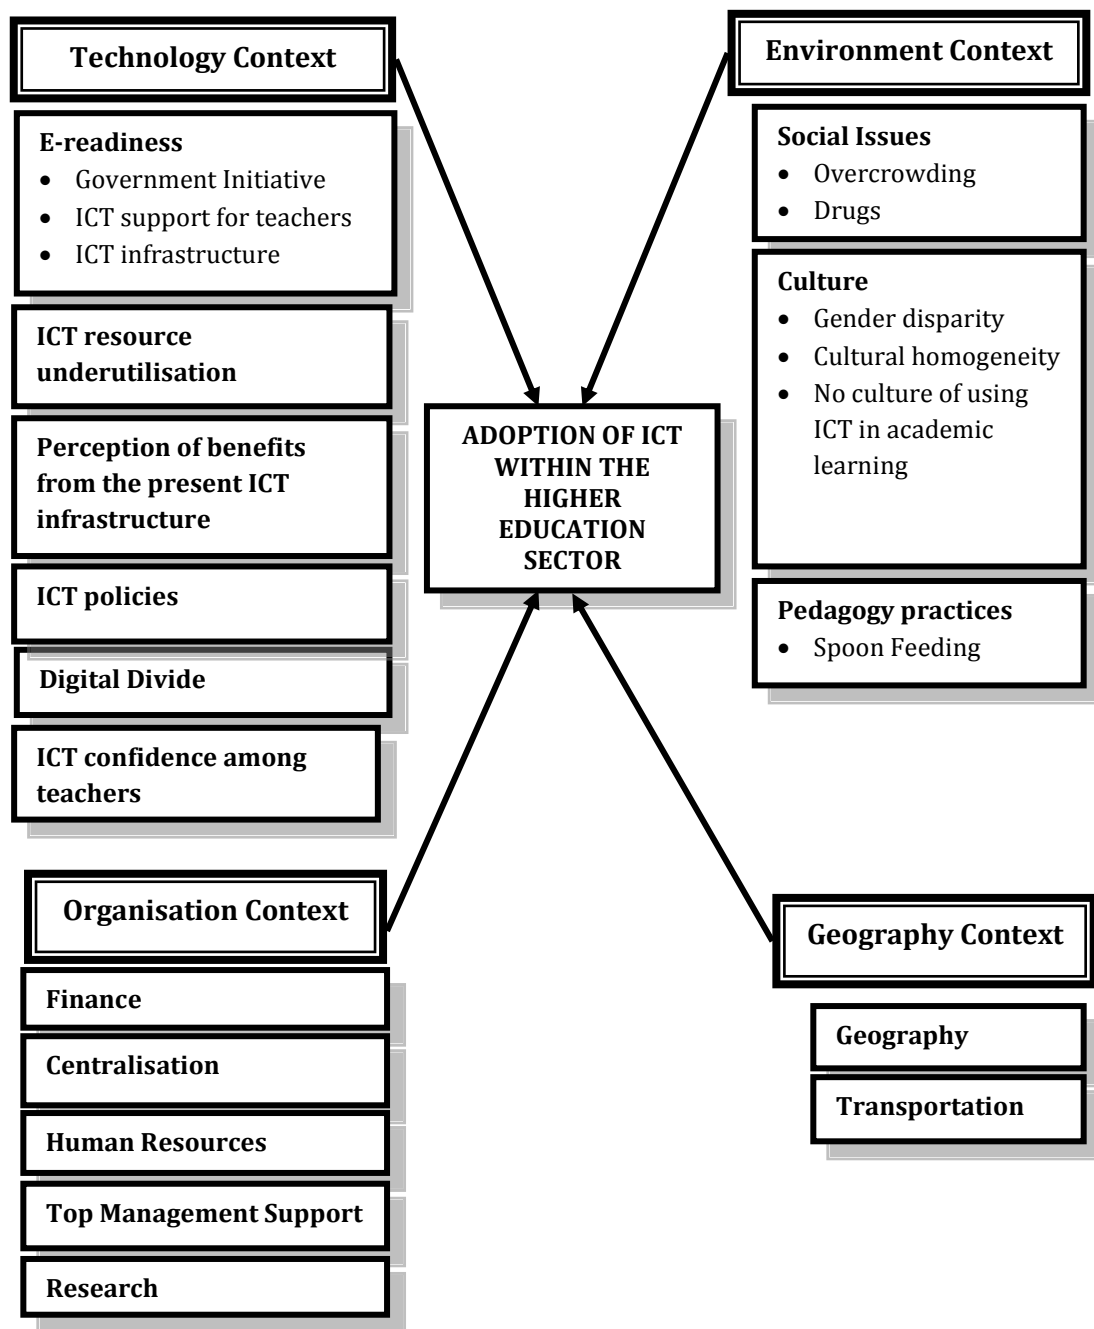 Technology Context
E-readiness
• Government Initiative
• ICT support for teachers
• ICT infrastructure
ICT resource
underutilisation
Perception of benefits
from the present ICT
infrastructure
ICT policies
Digital Divide
ICT confidence among
teachers
Organisation Context
Finance
Centralisation
Human Resources
Top Management Support
Research
ADOPTION OF ICT
WITHIN THE
HIGHER
EDUCATION
SECTOR
Environment Context
Social Issues
• Overcrowding
• Drugs
Culture
• Gender disparity
• Cultural homogeneity
• No culture of using
ICT in academic
learning
Pedagogy practices
• Spoon Feeding
Geography Context
Geography
Transportation